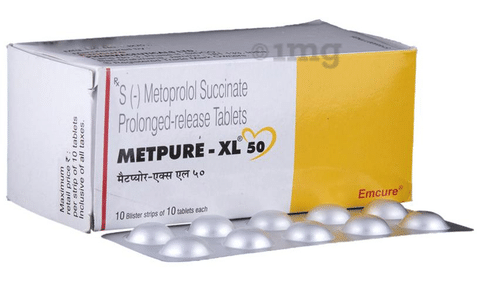 1mg
Rx S (-) Metoprolol Succinate
Prolonged-release Tablets
METPURE - XL® 50
मैटप्योर-एक्स एल ५०
10 Blister strips of 10 tablets each
Emcure®
Maximum
retail price ₹ :
per strip of 10 tablets
inclusive of all taxes.